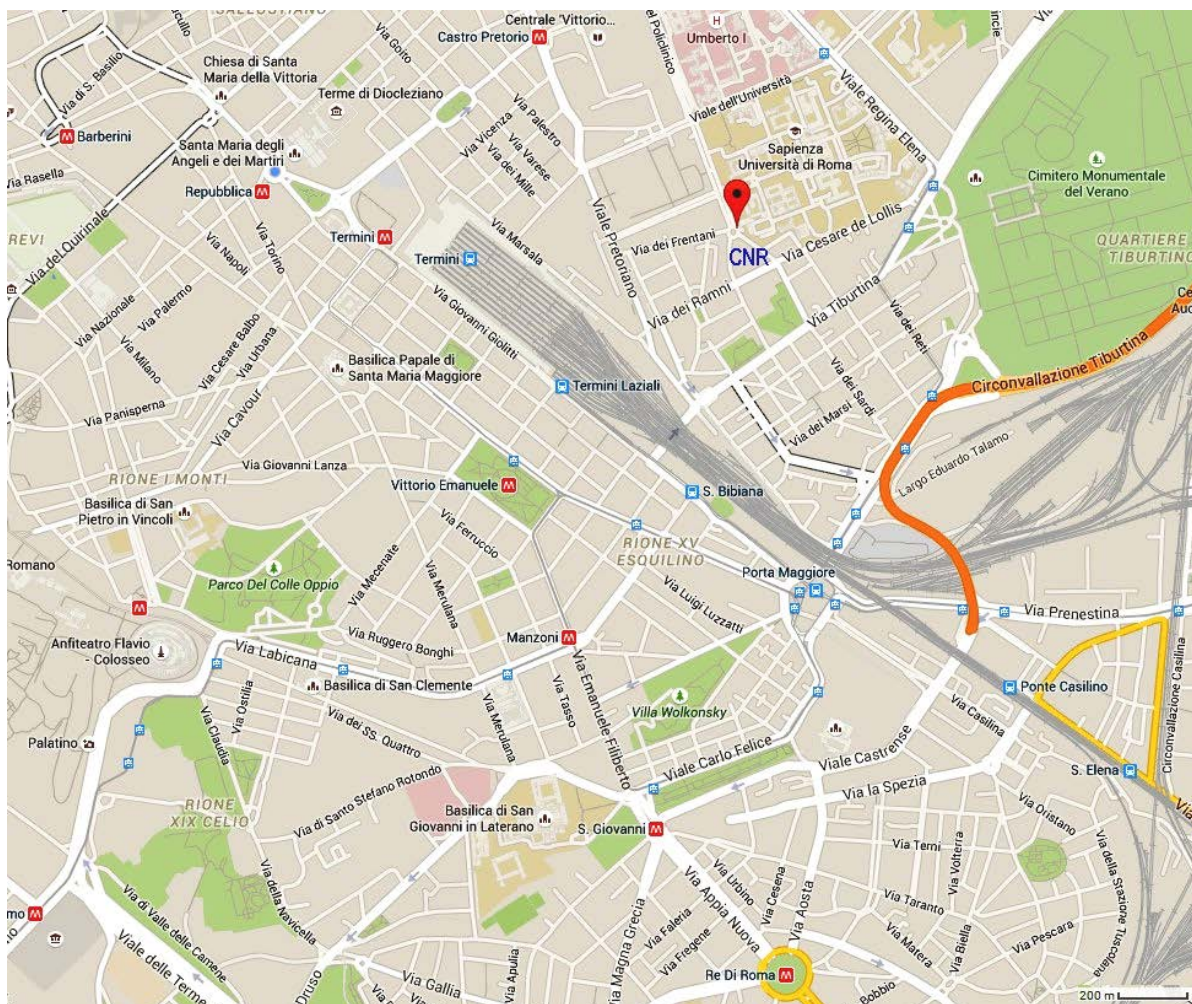 SALLUSTIANO
Via Goito
Centrale 'Vittorio...
Castro Pretorio
Umberto I
Viale dell'Università
Viale Regina Elena
Via di S. Basilio
Chiesa di Santa
Maria della Vittoria
Terme di Diocleziano
Barberini
Via Palestro
Via Vicenza
Via Varese
Via dei Mille
Sapienza
Università di Roma
Santa Maria degli
Angeli e dei Martiri
Cimitero Monumentale
del Verano
Via Rasella
Repubblica
Via del Quirinale
Via Torino
Via Napoli
Termini
Termini
Via Marsala
Viale Pretoriano
Via dei Frentani
CNR
Via Cesare de Lollis
QUARTIERE
TIBURTINO
Via Palermo
Via Nazionale
Via Milano
Via Cesare Balbo
Via Urbana
Via Giovanni Giolitti
Via dei Ramni
Via Tiburtina
Via dei Reti
Basilica Papale di
Santa Maria Maggiore
Termini Laziali
Circonvallazione Tiburtina
Via Panisperna
Via Cavour
Via dei Sardi
Via dei Marsi
Via Giovanni Lanza
RIONE I MONTI
Vittorio Emanuele
S. Bibiana
Largo Eduardo Talamo
Basilica di San
Pietro in Vincoli
Via Ferruccio
RIONE XV
ESQUILINO
Romano
Parco Del Colle Oppio
Via Mecenate
Via Merulana
Porta Maggiore
Via Luigi Luzzatti
Via Prenestina
Anfiteatro Flavio
- Colosseo
Via Labicana
Via Ruggero Bonghi
Manzoni
Basilica di San Clemente
Via Ostilia
Via Claudia
Via Merulana
Via Tasso
Via Emanuele Filiberto
Villa Wolkonsky
Ponte Casilino
Via Casilina
Circonvallazione Casilina
Palatino
Via dei SS. Quattro
Viale Carlo Felice
Viale Castrense
S. Elena
Via la Spezia
RIONE
XIX CELIO
Via di Santo Stefano Rotondo
Basilica di San
Giovanni in Laterano
S. Giovanni
Via Oristano
Via Terni
Via Volterra
Via della Stazione Tuscolana
Via della Navicella
Via Appia Nuova
Via Urbino
Via Cesena
Via Aosta
Via Taranto
Via di Valle delle Camene
Viale delle Terme
Druso
Via Gallia
Via Apulia
Via Magna Grecia
Via Faleria
Via Fregene
Via Matera
Via Biella
Via Pescara
Re Di Roma
Bobbio
200 m